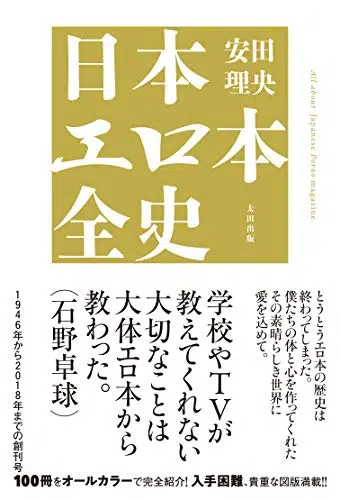 日本
エロ本
全史
安田
理央
太田出版
All about Japanese Porno magazine
とうとうエロ本の歴史は
終わってしまった。
僕たちの体と心を作ってくれた
その素晴らしき世界に
愛を込めて。
学校やTVが
教えてくれない
大切なことは
大体エロ本から
教わった。
(石野卓球)
1946年から2018年までの創刊号
100冊をオールカラーで完全紹介!入手困難、貴重な図版満載!!